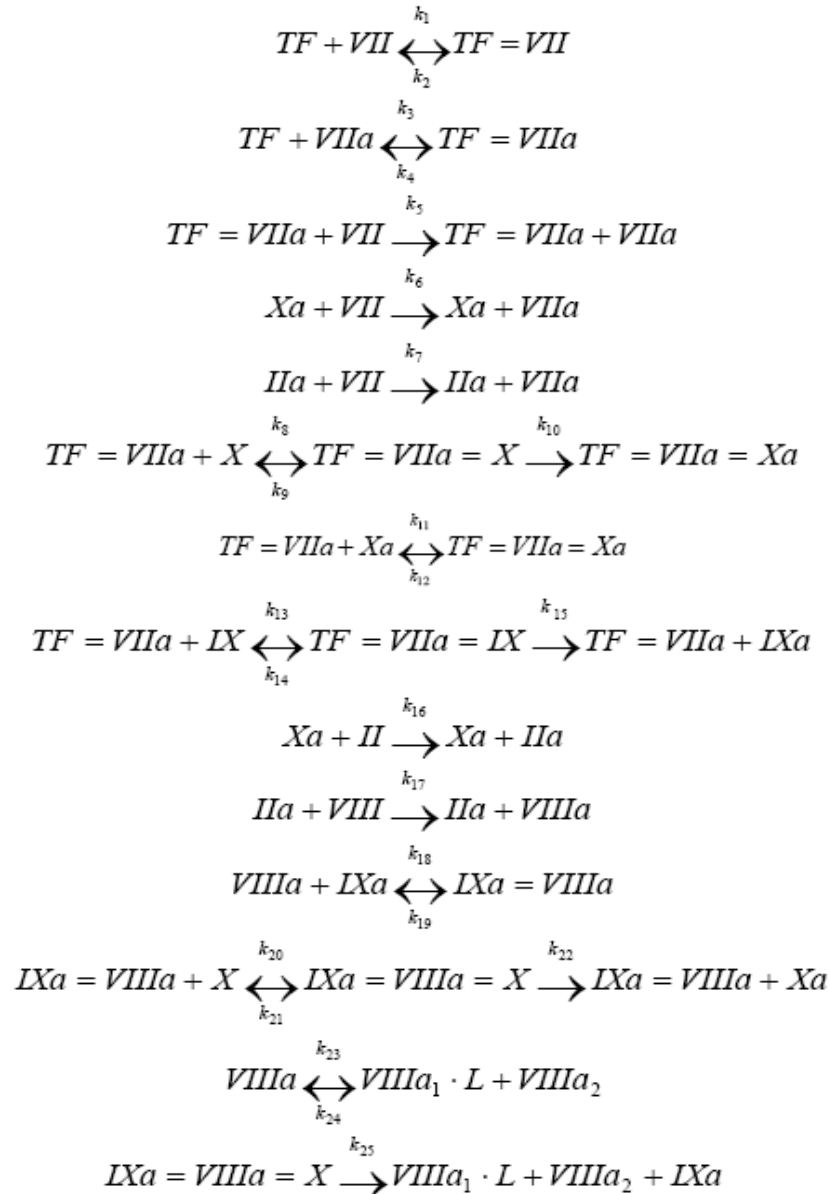 k₁
TF + VII ⟷ TF = VII
k₂
k₃
TF + VIIa ⟷ TF = VIIa
k₄
k₅
TF = VIIa + VII ⟶ TF = VIIa + VIIa
k₆
Xa + VII ⟶ Xa + VIIa
k₇
IIa + VII ⟶ IIa + VIIa
k₈ k₁₀
TF = VIIa + X ⟷ TF = VIIa = X ⟶ TF = VIIa = Xa
k₉
k₁₁
TF = VIIa + Xa ⟷ TF = VIIa = Xa
k₁₂
k₁₃ k₁₅
TF = VIIa + IX ⟷ TF = VIIa = IX ⟶ TF = VIIa + IXa
k₁₄
k₁₆
Xa + II ⟶ Xa + IIa
k₁₇
IIa + VIII ⟶ IIa + VIIIa
k₁₈
VIIIa + IXa ⟷ IXa = VIIIa
k₁₉
k₂₀ k₂₂
IXa = VIIIa + X ⟷ IXa = VIIIa = X ⟶ IXa = VIIIa + Xa
k₂₁
k₂₃
VIIIa ⟷ VIIIa₁ · L + VIIIa₂
k₂₄
k₂₅
IXa = VIIIa = X ⟶ VIIIa₁ · L + VIIIa₂ + IXa